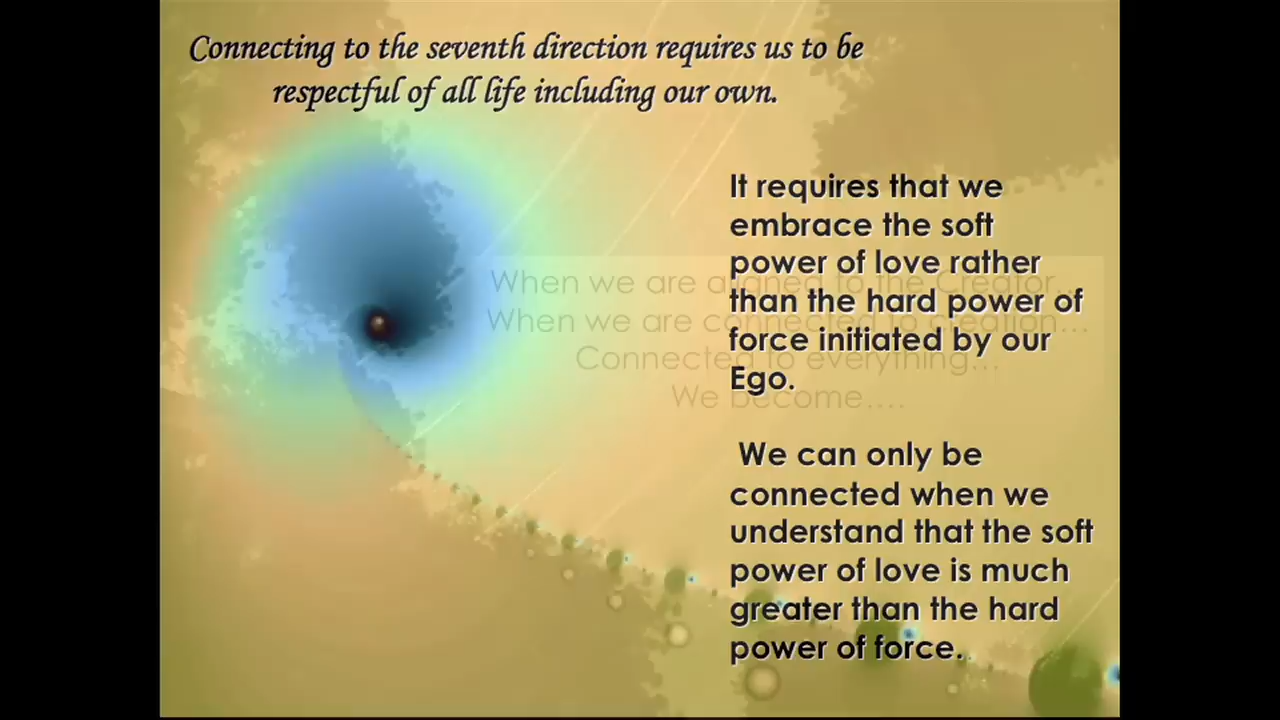 Connecting to the seventh direction requires us to be
respectful of all life including our own.
It requires that we
embrace the soft
power of love rather
than the hard power of
force initiated by our
Ego.
We can only be
connected when we
understand that the soft
power of love is much
greater than the hard
power of force.
When we are aligned to the Creator...
When we are connected to creation...
Connected to everything...
We become....